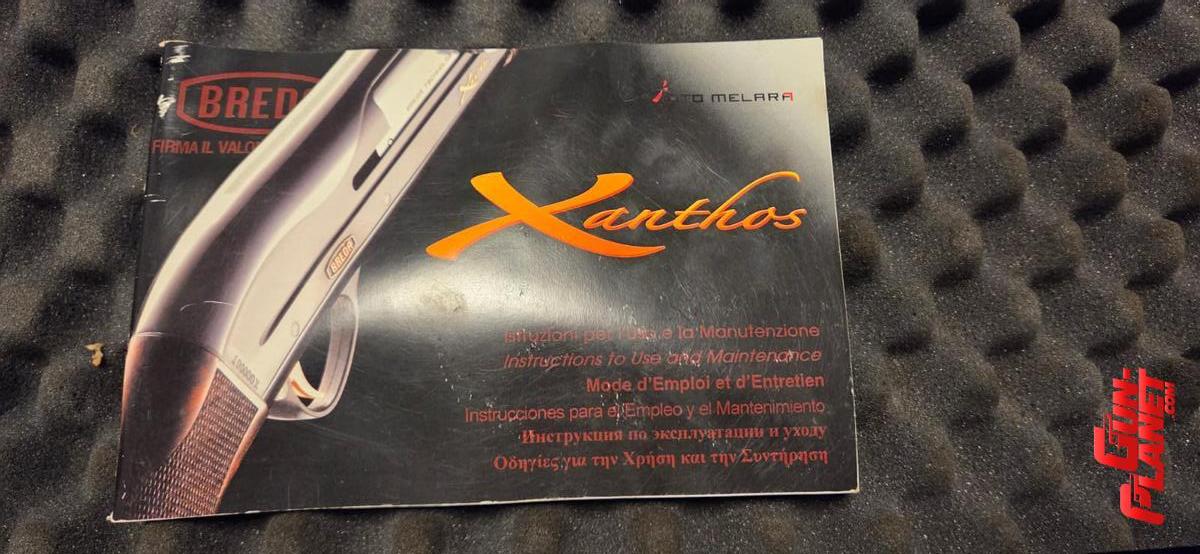 BREDA
FIRMA IL VALORE
OTO MELARA
Xanthos
BREDA
X00001
Istruzioni per l'Uso e la Manutenzione
Instructions to Use and Maintenance
Mode d'Emploi et d'Entretien
Instrucciones para el Empleo y el Mantenimiento
Инструкция по эксплуатации и уходу
Οδηγίες για την Χρήση και την Συντήρηση
GUN-
PLANET
.COM